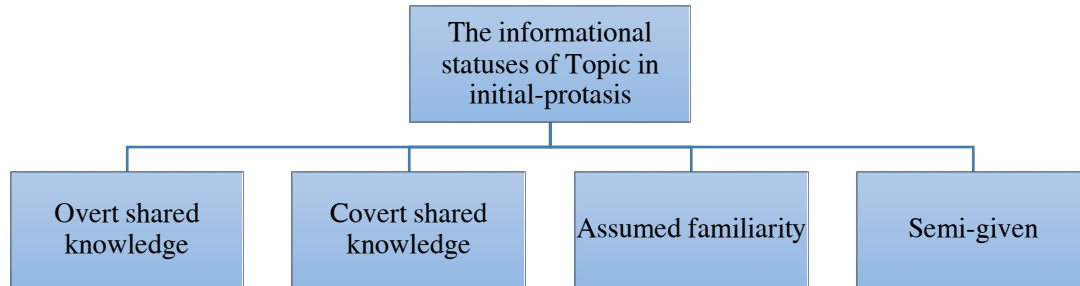 The informational
statuses of Topic in
initial-protasis
Overt shared
knowledge
Covert shared
knowledge
Assumed familiarity
Semi-given